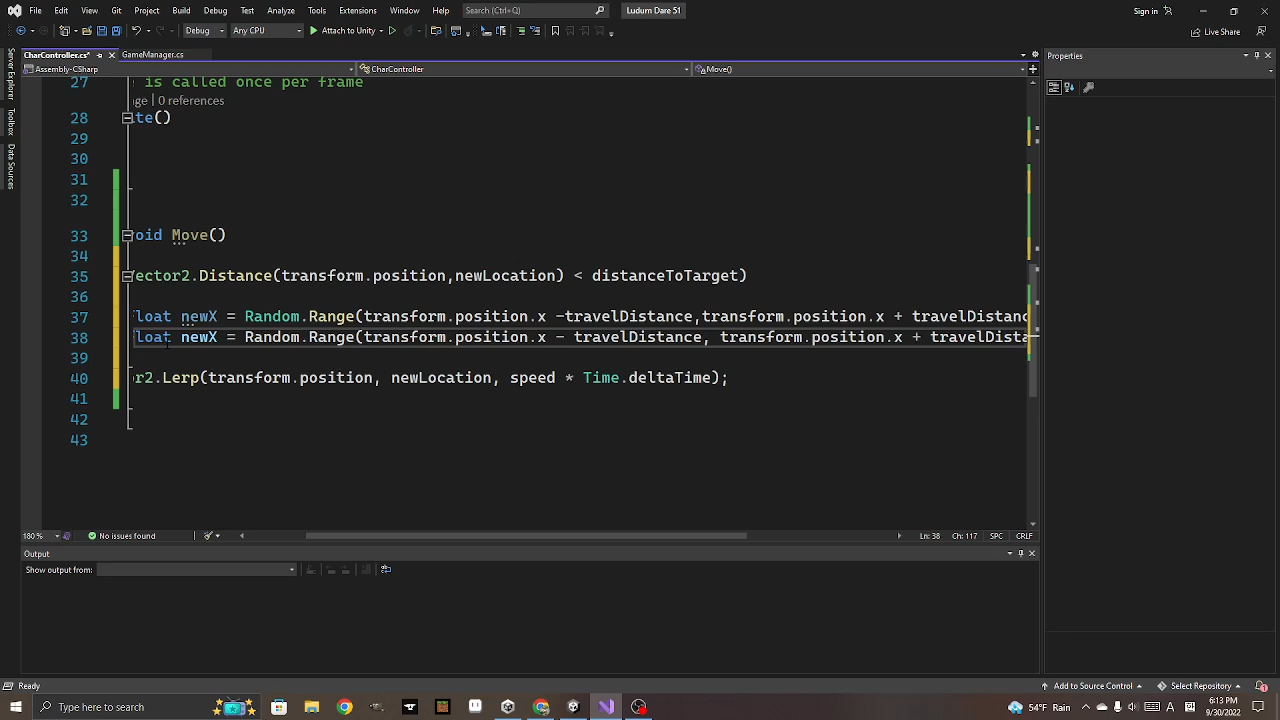 File Edit View Git Project Build Debug Test Analyze Tools Extensions Window Help Search (Ctrl+Q) Ludum Dare 51 Sign in
Debug Any CPU Attach to Unity Live Share
CharController.cs* GameManager.cs Properties
Assembly-CSharp CharController Move()
Server Explorer
Toolbox
Data Sources
27 is called once per frame
ge | 0 references
28 te()
29
30
31
32
33 oid Move()
34
35 ector2.Distance(transform.position,newLocation) < distanceToTarget)
36
37 loat newX = Random.Range(transform.position.x -travelDistance,transform.position.x + travelDistanc
38 loat newX = Random.Range(transform.position.x - travelDistance, transform.position.x + travelDista
39
40 r2.Lerp(transform.position, newLocation, speed * Time.deltaTime);
41
42
43
180 % No issues found Ln: 38 Ch: 117 SPC CRLF
Output
Show output from:
Ready Add to Source Control Select Repository
Type here to search 54°F Rain 6:13 PM
9/30/2022